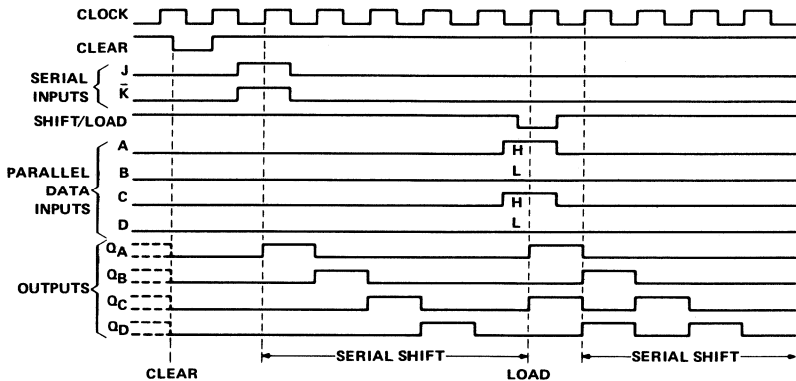 CLOCK
CLEAR
SERIAL INPUTS
J
K̅
SHIFT/LOAD
PARALLEL DATA INPUTS
A
H
B
L
C
H
D
L
OUTPUTS
QA
QB
QC
QD
SERIAL SHIFT
SERIAL SHIFT
CLEAR
LOAD